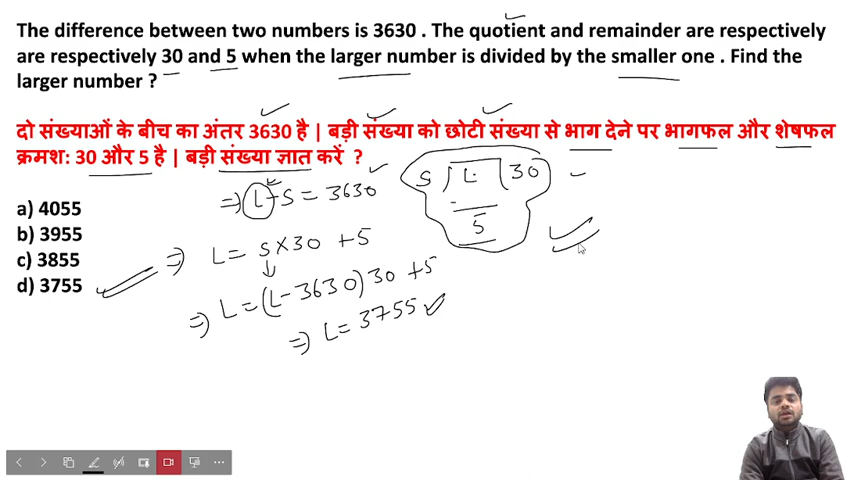 The difference between two numbers is 3630 . The quotient and remainder are respectively
are respectively 30 and 5 when the larger number is divided by the smaller one . Find the
larger number ?
दो संख्याओं के बीच का अंतर 3630 है | बड़ी संख्या को छोटी संख्या से भाग देने पर भागफल और शेषफल
क्रमश: 30 और 5 है | बड़ी संख्या ज्ञात करें ?
⇒ L-S = 3630
S ) L ( 30
5
a) 4055
b) 3955
c) 3855
d) 3755
⇒ L = S×30 +5
⇒ L = (L-3630)30 +5
⇒ L= 3755